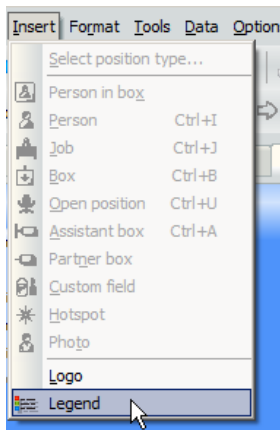 Insert Format Tools Data Option
Select position type...
Person in box
Person Ctrl+I
Job Ctrl+J
Box Ctrl+B
Open position Ctrl+U
Assistant box Ctrl+A
Partner box
Custom field
Hotspot
Photo
Logo
Legend